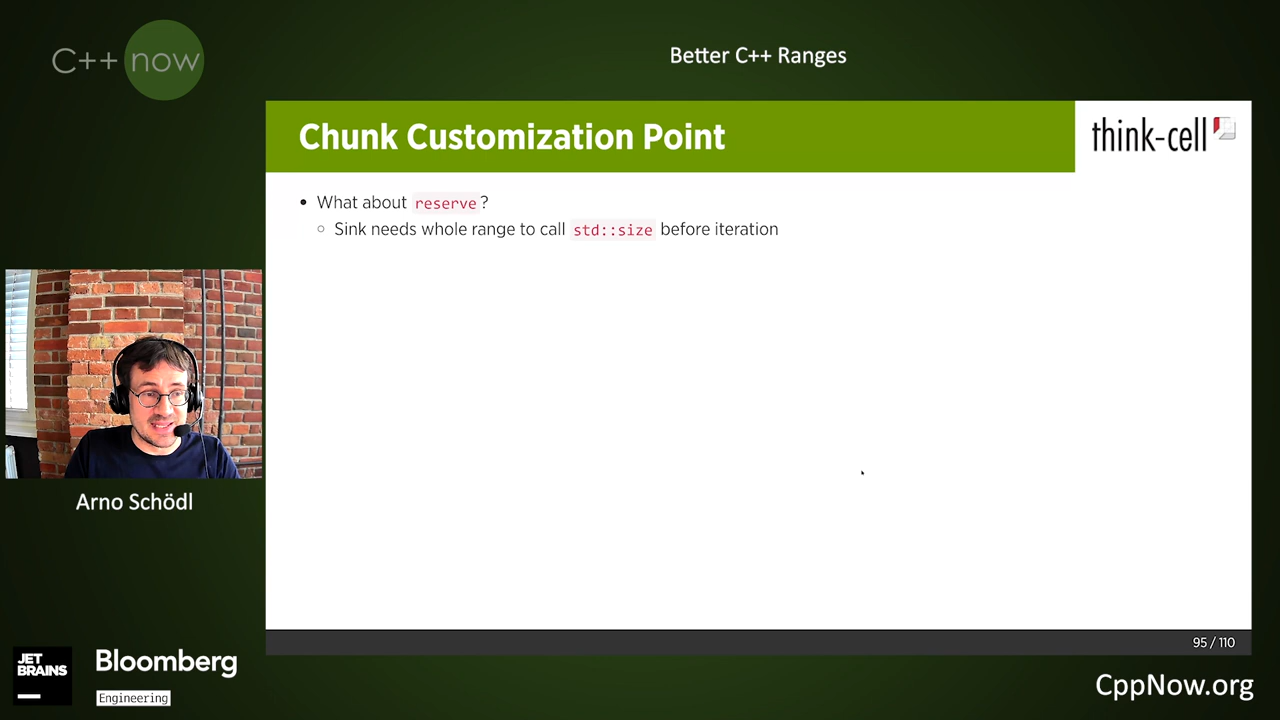 C++ now
Better C++ Ranges
Chunk Customization Point
think-cell
• What about reserve?
○ Sink needs whole range to call std::size before iteration
Arno Schödl
95 / 110
JET
BRAINS
Bloomberg
Engineering
CppNow.org